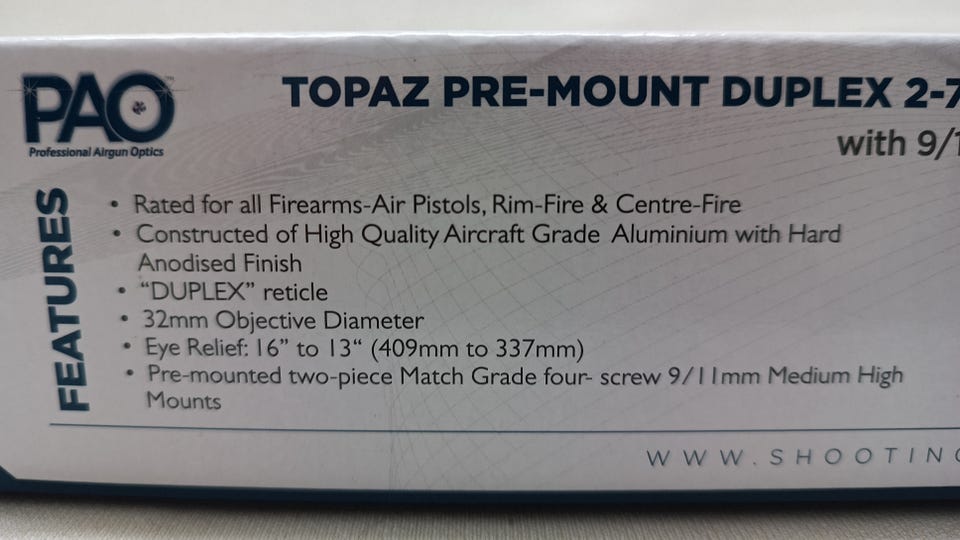 PAO™
Professional Airgun Optics
TOPAZ PRE-MOUNT DUPLEX 2-7
with 9/1
FEATURES
• Rated for all Firearms-Air Pistols, Rim-Fire & Centre-Fire
• Constructed of High Quality Aircraft Grade Aluminium with Hard
Anodised Finish
• “DUPLEX” reticle
• 32mm Objective Diameter
• Eye Relief: 16” to 13“ (409mm to 337mm)
• Pre-mounted two-piece Match Grade four- screw 9/11mm Medium High
Mounts
WWW.SHOOTING